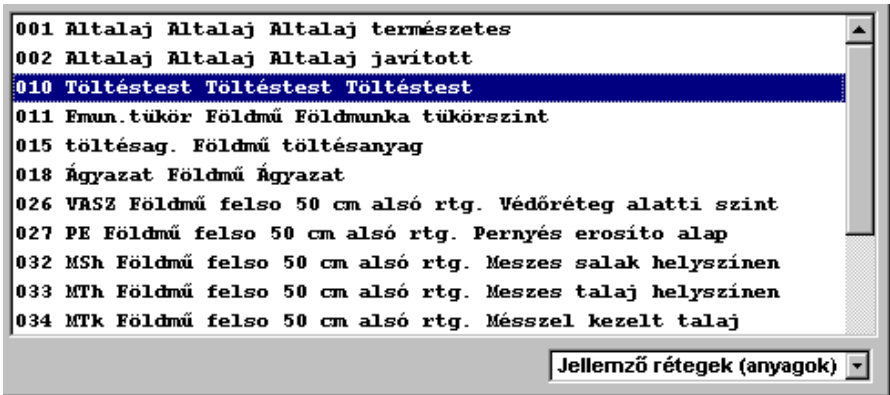 001 Altalaj Altalaj Altalaj természetes
002 Altalaj Altalaj Altalaj javított
010 Töltéstest Töltéstest Töltéstest
011 Fmun.tükör Földmű Földmunka tükörszint
015 töltésag. Földmű töltésanyag
018 Ágyazat Földmű Ágyazat
026 VASZ Földmű felso 50 cm alsó rtg. Védőréteg alatti szint
027 PE Földmű felso 50 cm alsó rtg. Pernyés erosíto alap
032 MSh Földmű felso 50 cm alsó rtg. Meszes salak helyszínen
033 MTh Földmű felso 50 cm alsó rtg. Meszes talaj helyszínen
034 MTk Földmű felso 50 cm alsó rtg. Mésszel kezelt talaj
Jellemző rétegek (anyagok)